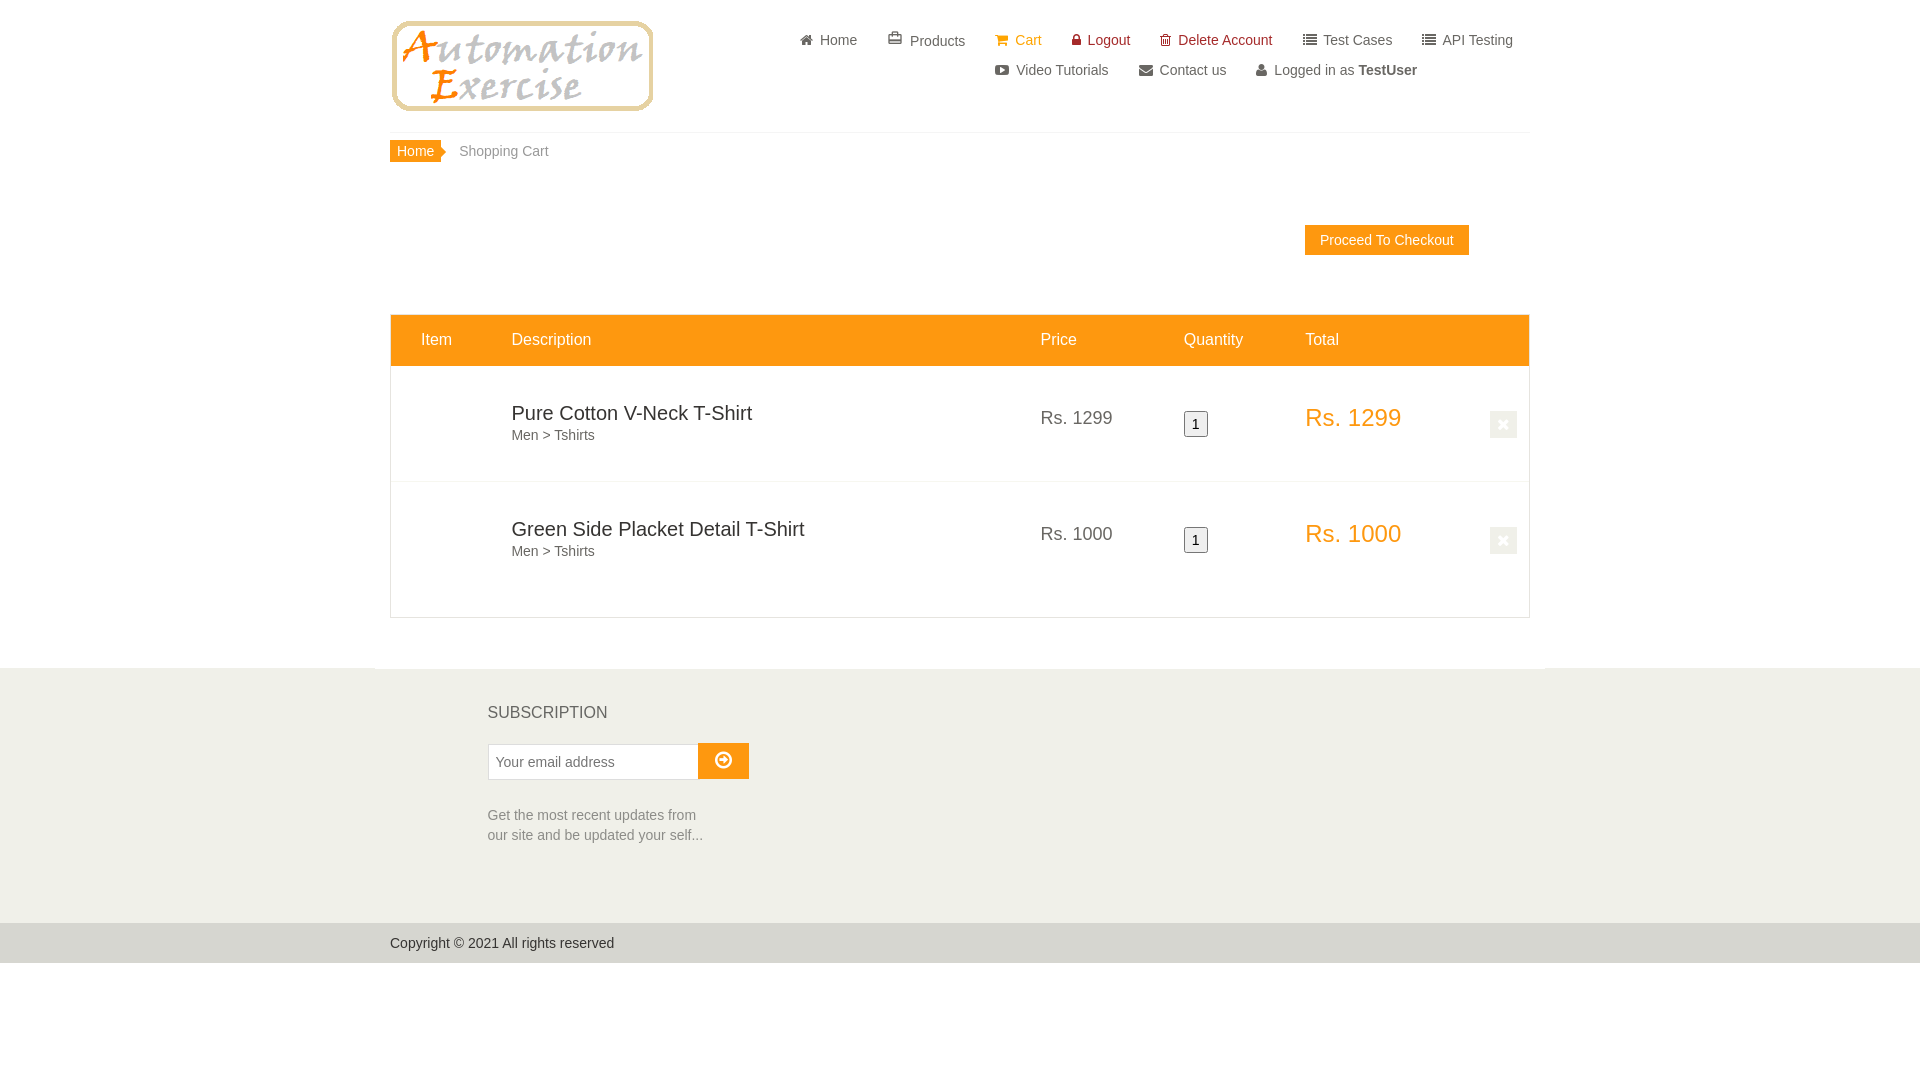 Automation
Exercise
Home
Products
Cart
Logout
Delete Account
Test Cases
API Testing
Video Tutorials
Contact us
Logged in as TestUser
Home
Shopping Cart
Proceed To Checkout
Item Description Price Quantity Total
Pure Cotton V-Neck T-Shirt
Men > Tshirts
Rs. 1299
1
Rs. 1299
Green Side Placket Detail T-Shirt
Men > Tshirts
Rs. 1000
1
Rs. 1000
SUBSCRIPTION
Your email address
Get the most recent updates from
our site and be updated your self...
Copyright © 2021 All rights reserved